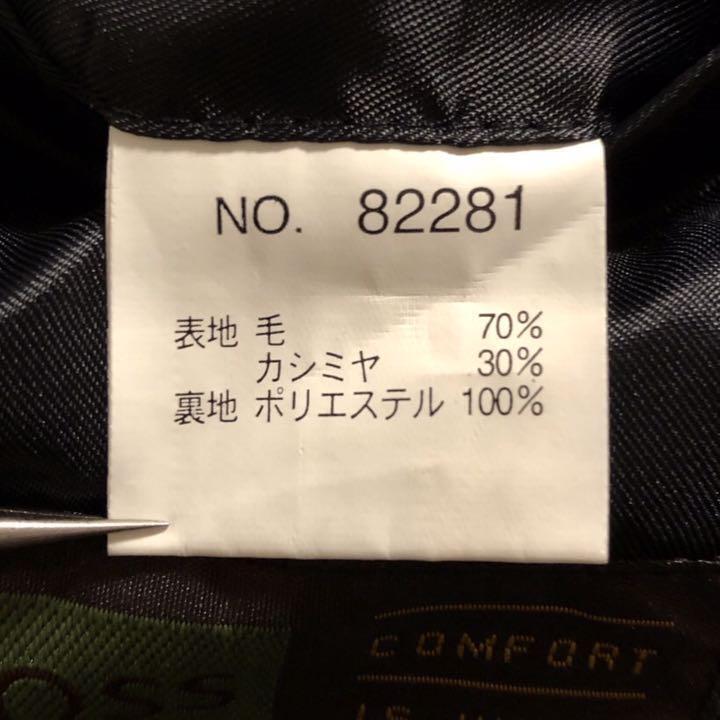 NO. 82281
表地 毛 70%
カシミヤ 30%
裏地 ポリエステル 100%
COMFORT
OSS